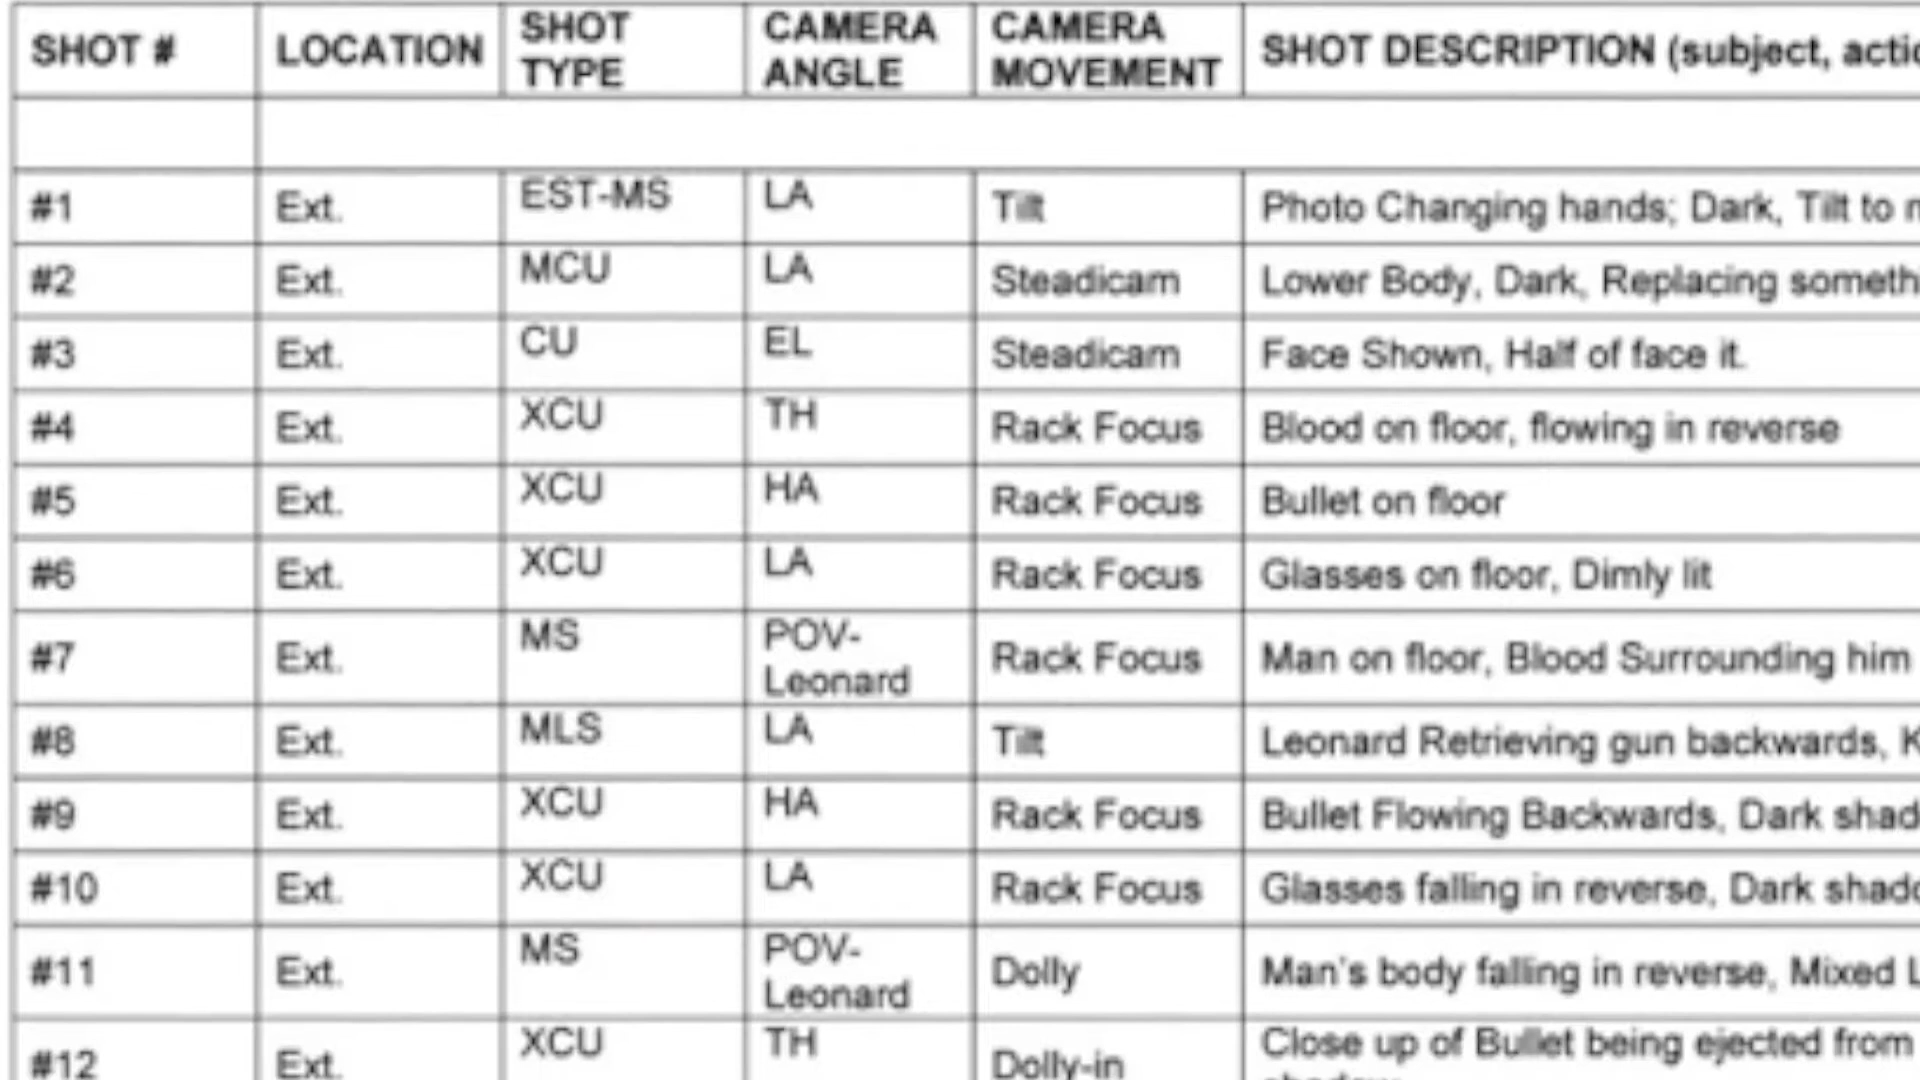 SHOT # LOCATION SHOT TYPE CAMERA ANGLE CAMERA MOVEMENT SHOT DESCRIPTION (subject,
#1 Ext. EST-MS LA Tilt Photo Changing hands; Dark, Tilt to
#2 Ext. MCU LA Steadicam Lower Body, Dark, Replacing
#3 Ext. CU EL Steadicam Face Shown, Half of face it.
#4 Ext. XCU TH Rack Focus Blood on floor, flowing in reverse
#5 Ext. XCU HA Rack Focus Bullet on floor
#6 Ext. XCU LA Rack Focus Glasses on floor, Dimly lit
#7 Ext. MS POV-Leonard Rack Focus Man on floor, Blood Surrounding him
#8 Ext. MLS LA Tilt Leonard Retrieving gun backwards,
#9 Ext. XCU HA Rack Focus Bullet Flowing Backwards, Dark
#10 Ext. XCU LA Rack Focus Glasses falling in reverse, Dark
#11 Ext. MS POV-Leonard Dolly Man's body falling in reverse, Mixed
#12 Ext. XCU TH Dolly-in Close up of Bullet being ejected from